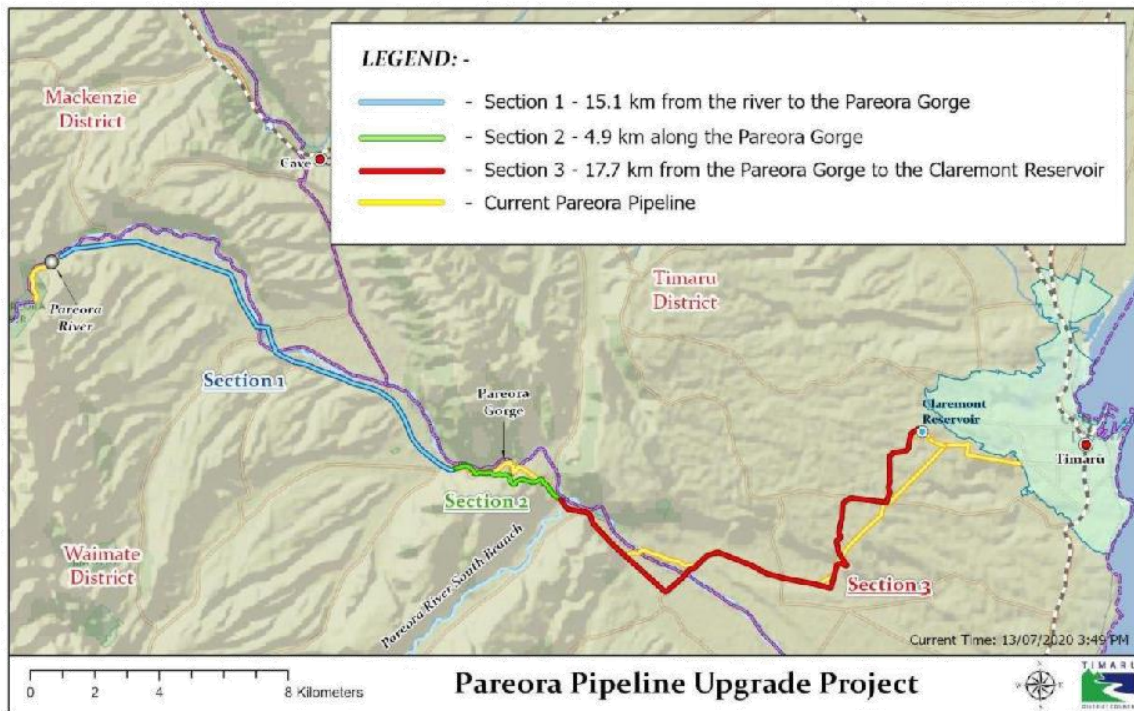 LEGEND: -
- Section 1 - 15.1 km from the river to the Pareora Gorge
- Section 2 - 4.9 km along the Pareora Gorge
- Section 3 - 17.7 km from the Pareora Gorge to the Claremont Reservoir
- Current Pareora Pipeline
Mackenzie
District
Cave
Pareora
River
Timaru
District
Section 1
Pareora
Gorge
Claremont
Reservoir
Timaru
Section 2
Waimate
District
Pareora River South Branch
Section 3
Current Time: 13/07/2020 3:49 PM
0 2 4 8 Kilometers
Pareora Pipeline Upgrade Project
N
W E
S
TIMARU
DISTRICT COUNCIL